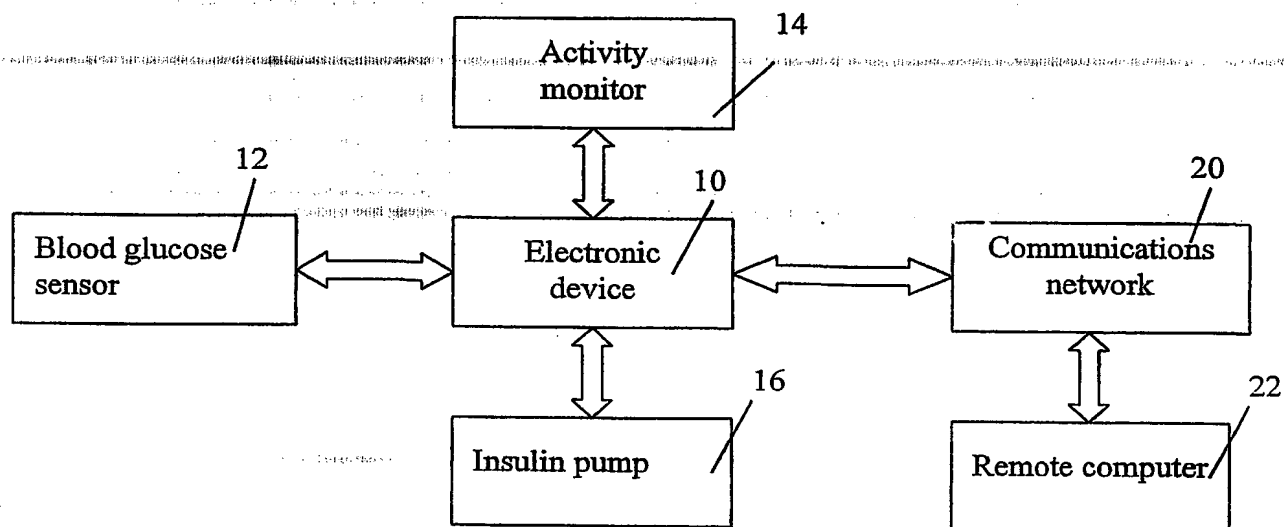 14
Activity
monitor
12
10
20
Blood glucose
sensor
Electronic
device
Communications
network
16
22
Insulin pump
Remote computer